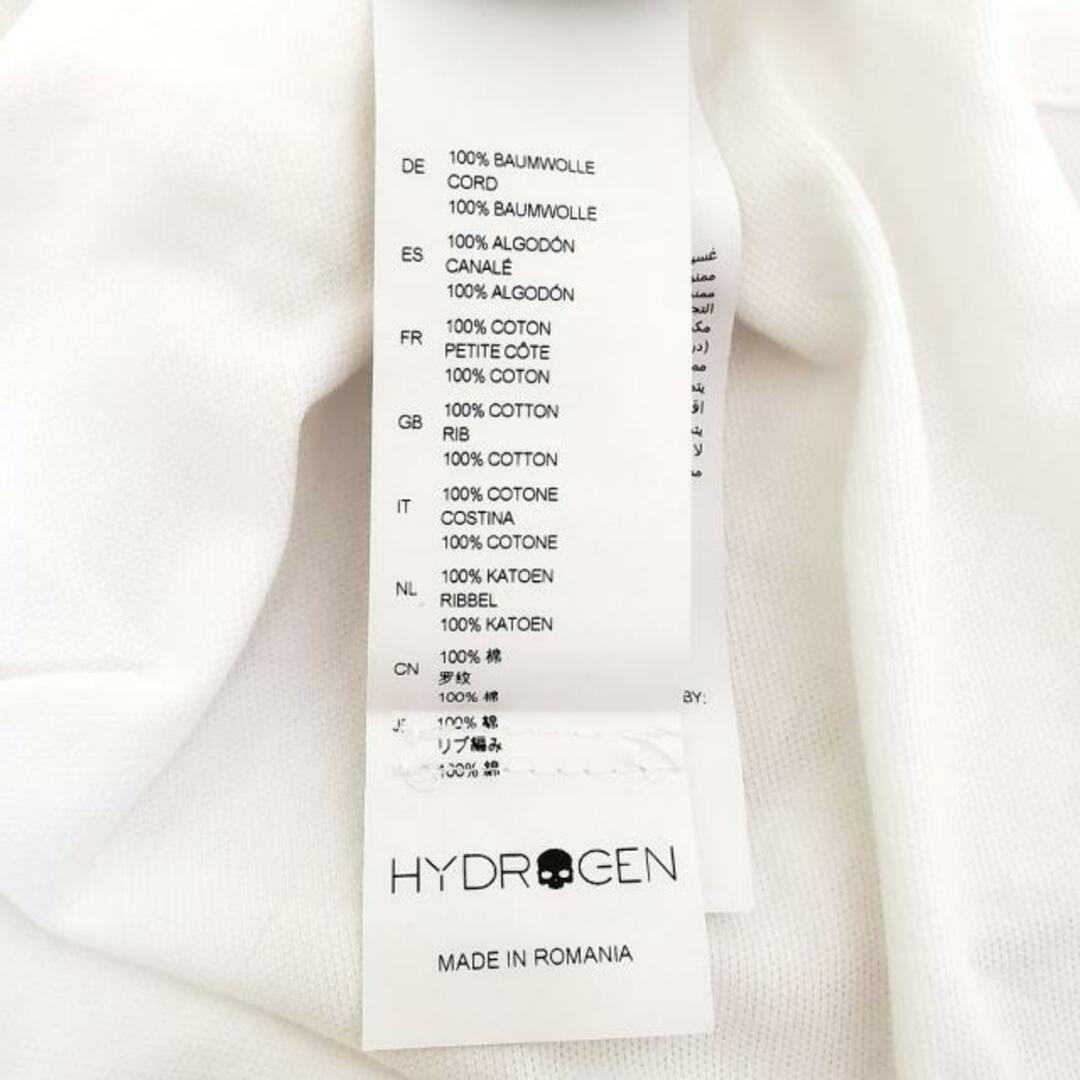 DE 100% BAUMWOLLE
CORD
100% BAUMWOLLE
ES 100% ALGODÓN
CANALÉ
100% ALGODÓN
FR 100% COTON
PETITE CÔTE
100% COTON
GB 100% COTTON
RIB
100% COTTON
IT 100% COTONE
COSTINA
100% COTONE
NL 100% KATOEN
RIBBEL
100% KATOEN
CN 100% 棉
罗纹
100% 棉
100% 綿
リブ編み
100% 綿
HYDROGEN
MADE IN ROMANIA
BY: